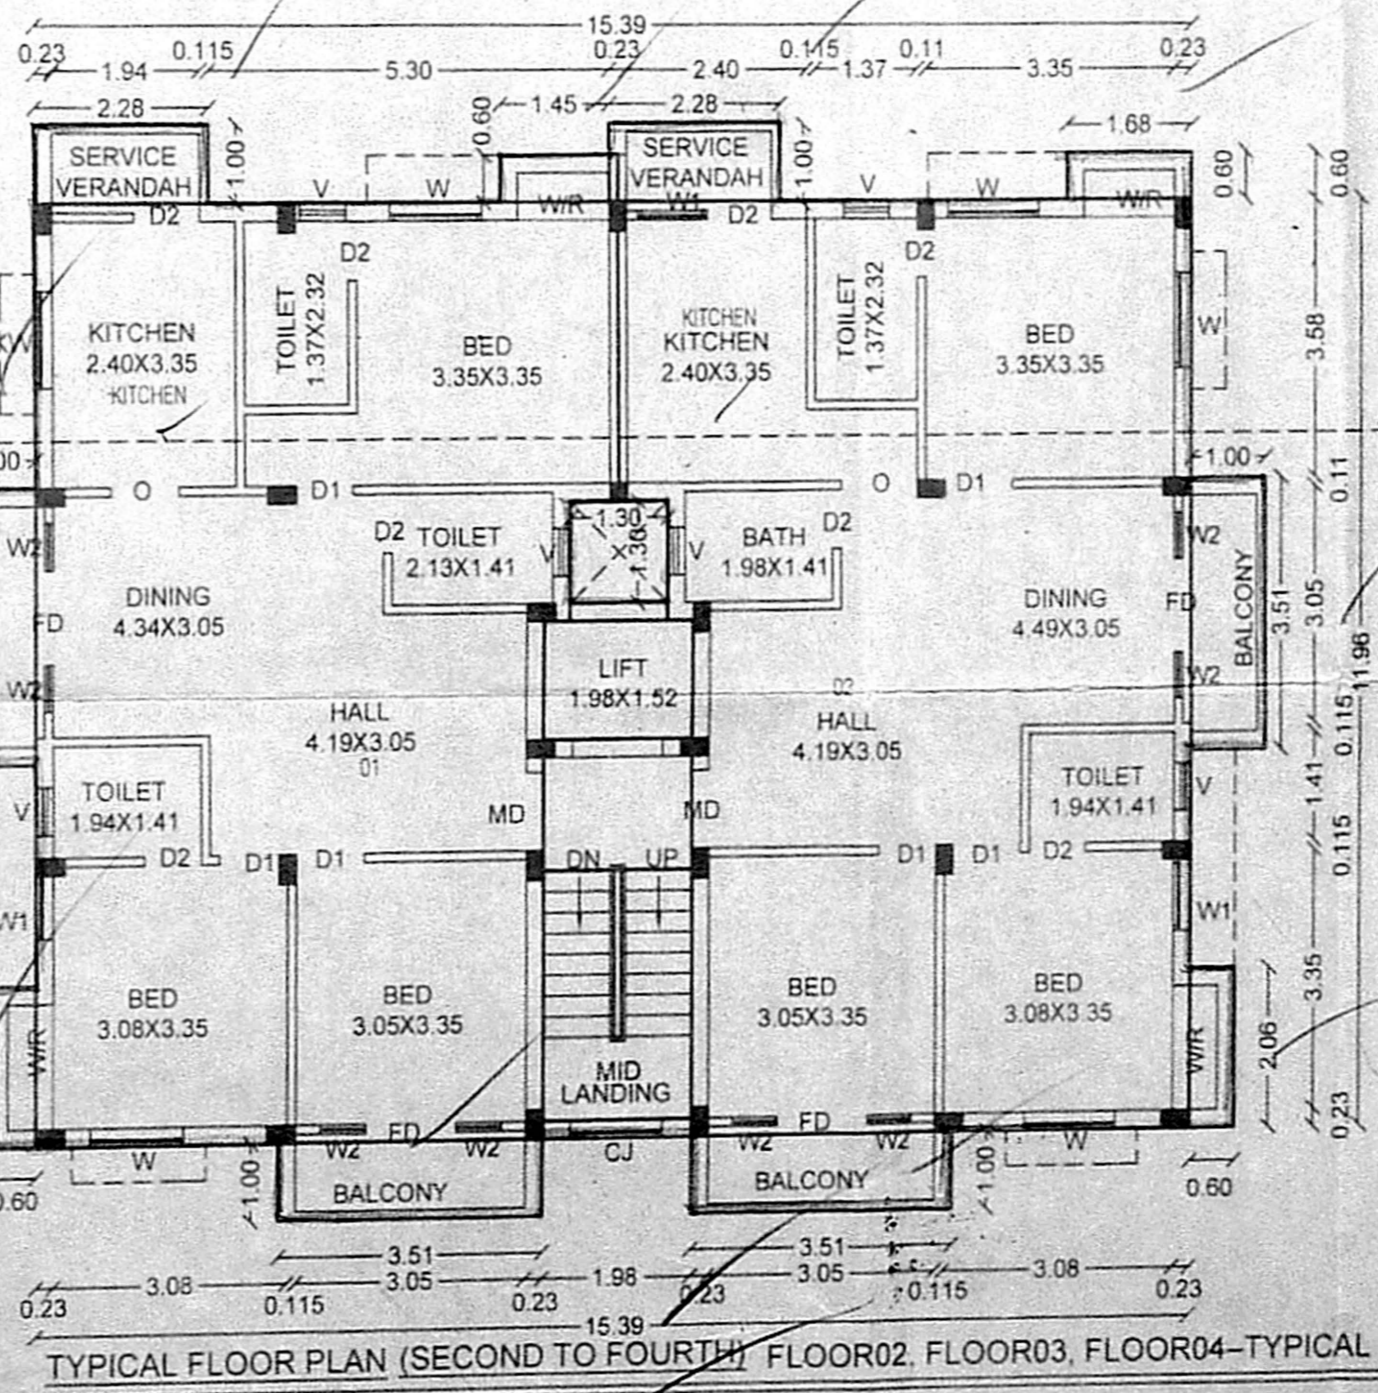 15.39
0.23 0.115 0.23 0.115 0.11 0.23
1.94 5.30 2.40 1.37 3.35
2.28 0.60 1.45 2.28 1.68
SERVICE
VERANDAH
1.00
SERVICE
VERANDAH
1.00
0.60 0.60
V W W/R W1 V W W/R
D2 D2
D2 D2
TOILET
1.37X2.32
TOILET
1.37X2.32
KITCHEN
2.40X3.35
KITCHEN
BED
3.35X3.35
KITCHEN
KITCHEN
2.40X3.35
BED
3.35X3.35
W
3.58
KW
1.00
0.11
O D1 O D1
D2 TOILET
2.13X1.41
V
1.30
1.30
V
BATH
1.98X1.41
D2
W2 W2
DINING
4.34X3.05
DINING
4.49X3.05
FD FD
BALCONY
3.51
3.05
11.96
W2 W2
LIFT
1.98X1.52
HALL
4.19X3.05
01
HALL
4.19X3.05
0.115
TOILET
1.94X1.41
TOILET
1.94X1.41
V V
1.41
MD MD
0.115
D2 D1 D1 DN UP D1 D1 D2
W1 W1
BED
3.08X3.35
BED
3.05X3.35
BED
3.05X3.35
BED
3.08X3.35
3.35
W/R W/R
2.06
MID
LANDING
0.23
W W2 FD W2 CJ W2 FD W2 W
1.00 1.00
BALCONY BALCONY
0.60 0.60
3.51 3.51
3.08 3.05 1.98 3.05 3.08
0.23 0.115 0.23 0.23 0.115 0.23
15.39
TYPICAL FLOOR PLAN (SECOND TO FOURTH) FLOOR02, FLOOR03, FLOOR04–TYPICAL